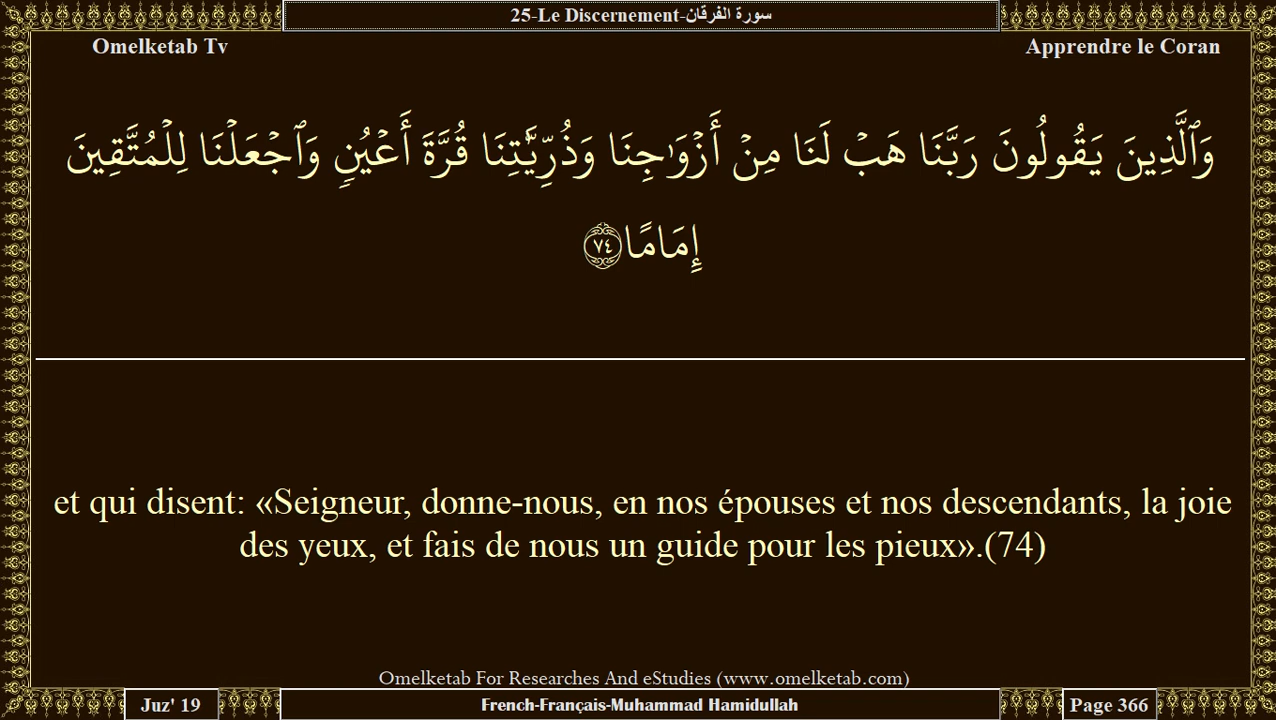 25-Le Discernement-سورة الفرقان
Omelketab Tv
Apprendre le Coran
وَٱلَّذِينَ يَقُولُونَ رَبَّنَا هَبۡ لَنَا مِنۡ أَزۡوَٰجِنَا وَذُرِّيَّٰتِنَا قُرَّةَ أَعۡيُنٖ وَٱجۡعَلۡنَا لِلۡمُتَّقِينَ
إِمَامًا ٧٤
et qui disent: «Seigneur, donne-nous, en nos épouses et nos descendants, la joie
des yeux, et fais de nous un guide pour les pieux».(74)
Omelketab For Researches And eStudies (www.omelketab.com)
Juz' 19
French-Français-Muhammad Hamidullah
Page 366